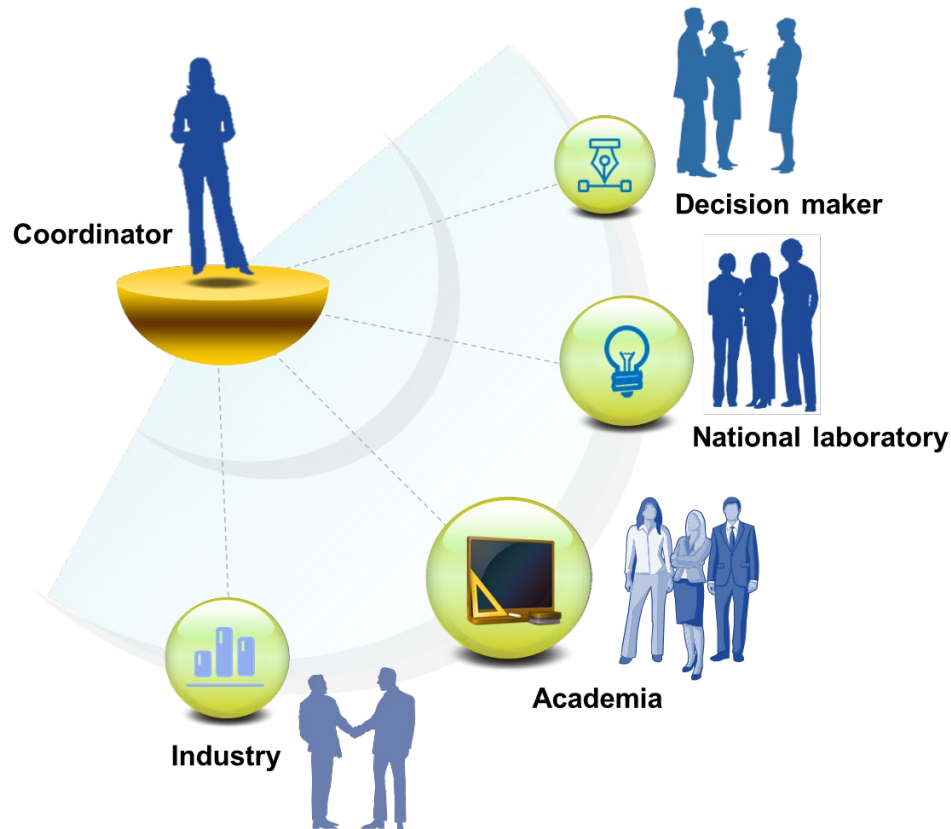 Decision maker
Coordinator
National laboratory
Academia
Industry